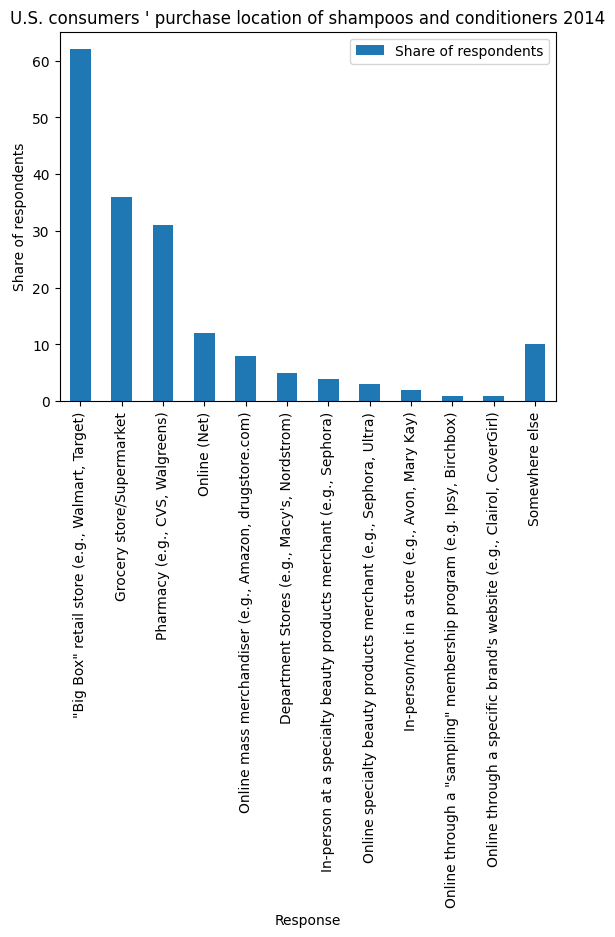 U.S. consumers ' purchase location of shampoos and conditioners 2014
Share of respondents
Share of respondents
60
50
40
30
20
10
0
"Big Box" retail store (e.g., Walmart, Target)
Grocery store/Supermarket
Pharmacy (e.g., CVS, Walgreens)
Online (Net)
Online mass merchandiser (e.g., Amazon, drugstore.com)
Department Stores (e.g., Macy's, Nordstrom)
In-person at a specialty beauty products merchant (e.g., Sephora)
Online specialty beauty products merchant (e.g., Sephora, Ultra)
In-person/not in a store (e.g., Avon, Mary Kay)
Online through a "sampling" membership program (e.g. Ipsy, Birchbox)
Online through a specific brand's website (e.g., Clairol, CoverGirl)
Somewhere else
Response